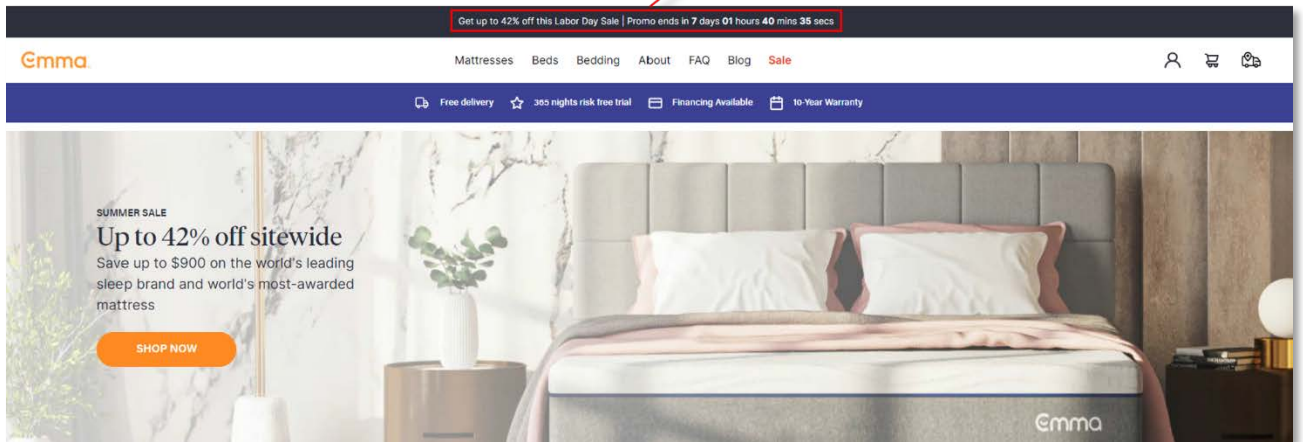 Get up to 42% off this Labor Day Sale | Promo ends in 7 days 01 hours 40 mins 35 secs
Emma
Mattresses Beds Bedding About FAQ Blog Sale
Free delivery 365 nights risk free trial Financing Available 10-Year Warranty
SUMMER SALE
Up to 42% off sitewide
Save up to $900 on the world's leading
sleep brand and world's most-awarded
mattress
SHOP NOW
Emma